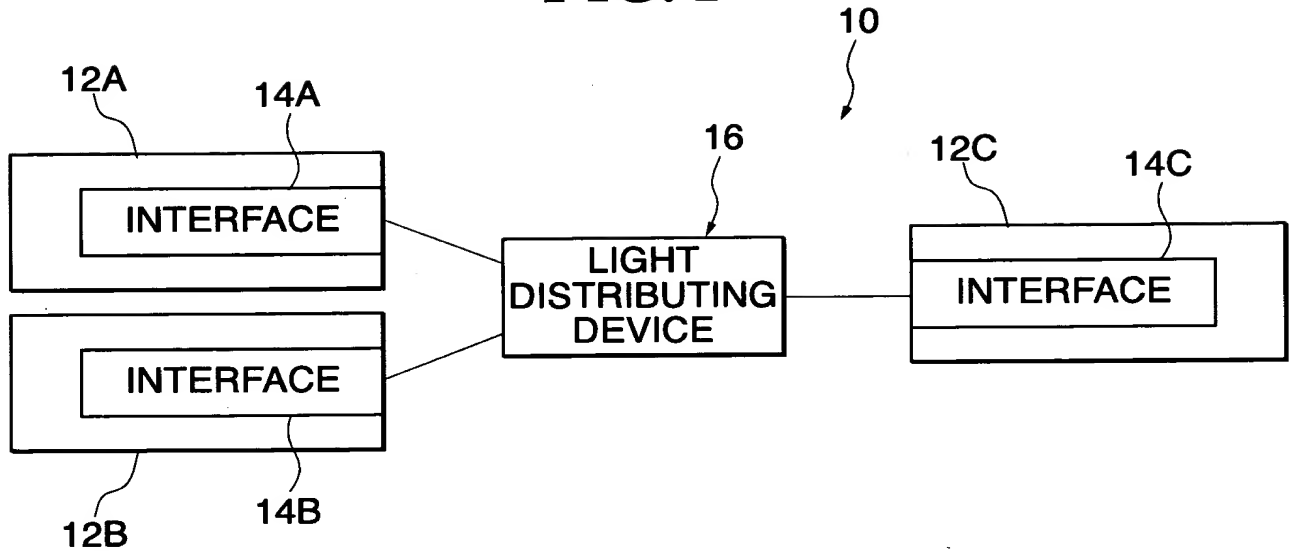 10
12A
14A
16
12C
14C
INTERFACE
LIGHT
DISTRIBUTING
DEVICE
INTERFACE
INTERFACE
14B
12B